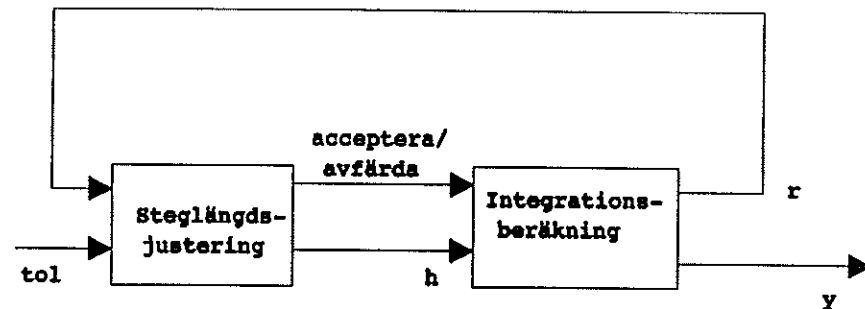 acceptera/
avfärda
Steglängds-
justering
Integrations-
beräkning
r
tol
h
y